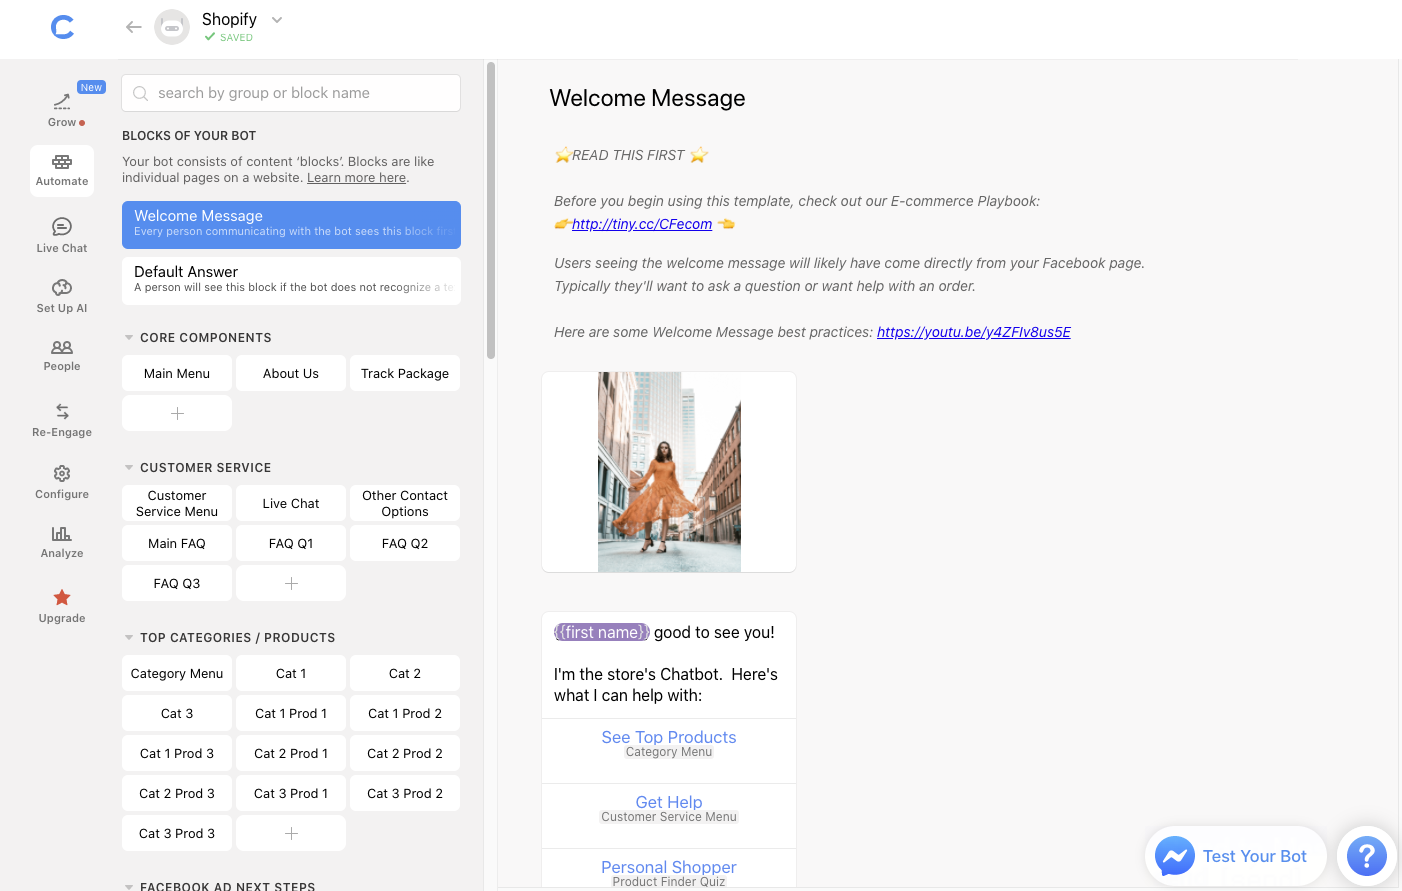 Shopify
SAVED
New
Grow
Automate
Live Chat
Set Up AI
People
Re-Engage
Configure
Analyze
Upgrade
search by group or block name
BLOCKS OF YOUR BOT
Your bot consists of content ‘blocks’. Blocks are like
individual pages on a website. Learn more here.
Welcome Message
Every person communicating with the bot sees this block
Default Answer
A person will see this block if the bot does not recognize a
CORE COMPONENTS
Main Menu
About Us
Track Package
CUSTOMER SERVICE
Customer
Service Menu
Live Chat
Other Contact
Options
Main FAQ
FAQ Q1
FAQ Q2
FAQ Q3
TOP CATEGORIES / PRODUCTS
Category Menu
Cat 1
Cat 2
Cat 3
Cat 1 Prod 1
Cat 1 Prod 2
Cat 1 Prod 3
Cat 2 Prod 1
Cat 2 Prod 2
Cat 2 Prod 3
Cat 3 Prod 1
Cat 3 Prod 2
Cat 3 Prod 3
FACEBOOK AD NEXT STEPS
Welcome Message
⭐READ THIS FIRST ⭐
Before you begin using this template, check out our E-commerce Playbook:
👉http://tiny.cc/CFecom 👈
Users seeing the welcome message will likely have come directly from your Facebook page.
Typically they'll want to ask a question or want help with an order.
Here are some Welcome Message best practices: https://youtu.be/y4ZFIv8us5E
{{first name}} good to see you!
I'm the store's Chatbot.  Here's
what I can help with:
See Top Products
Category Menu
Get Help
Customer Service Menu
Personal Shopper
Product Finder Quiz
Test Your Bot
?